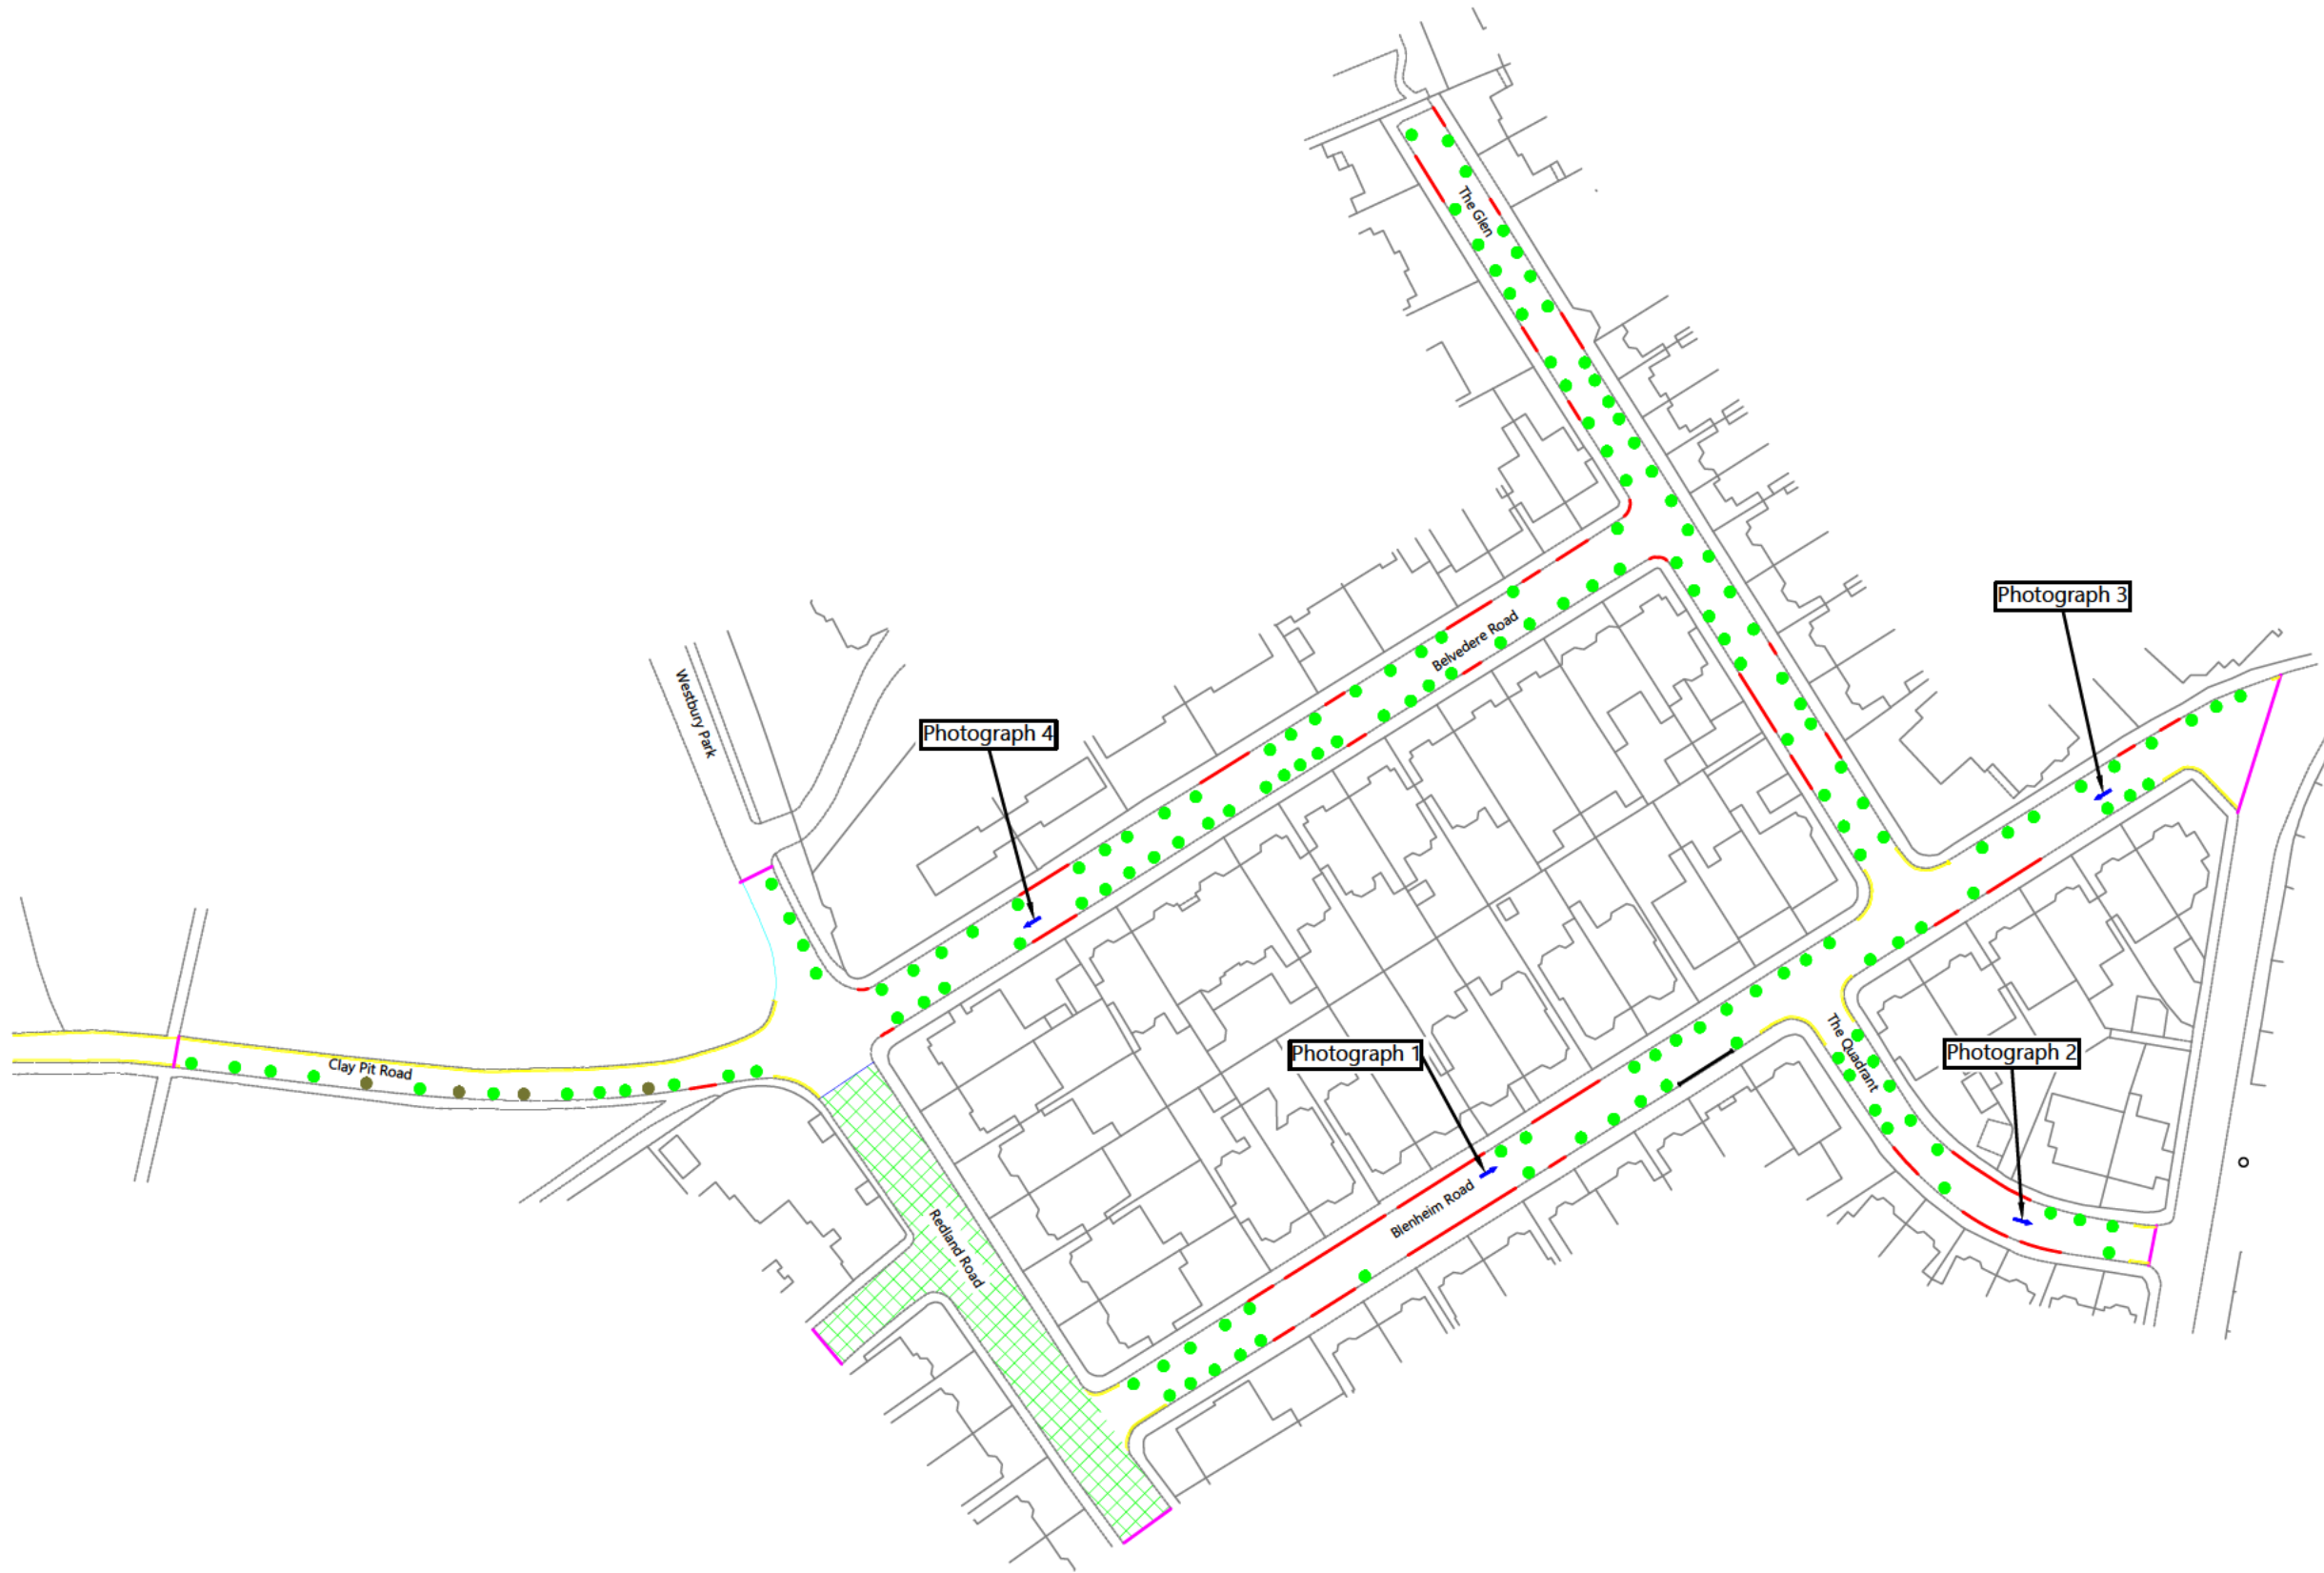 The Glen
Photograph 3
Belvedere Road
Westbury Park
Photograph 4
Photograph 1
The Quadrant
Photograph 2
Clay Pit Road
Blenheim Road
Redland Road